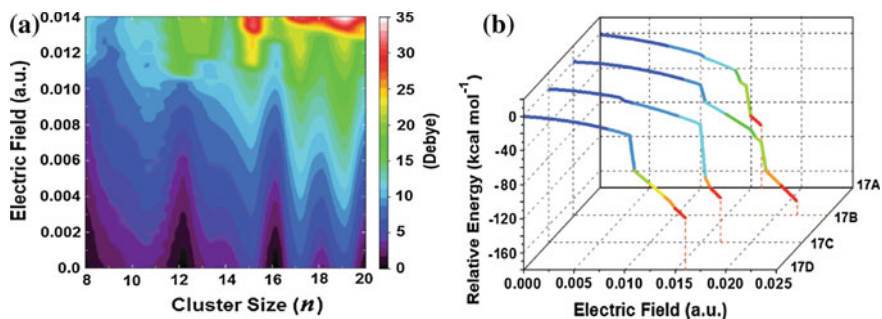 (a)
0.014
0.012
0.010
0.008
0.006
0.004
0.002
0.0
Electric Field (a.u.)
8 10 12 14 15 16 18 20
Cluster Size (n)
35
30
25
20
15
10
5
0
(Debye)
(b)
0
-40
-80
-120
-160
Relative Energy (kcal mol⁻¹)
0.000 0.005 0.010 0.015 0.020 0.025
Electric Field (a.u.)
17A
17B
17C
17D